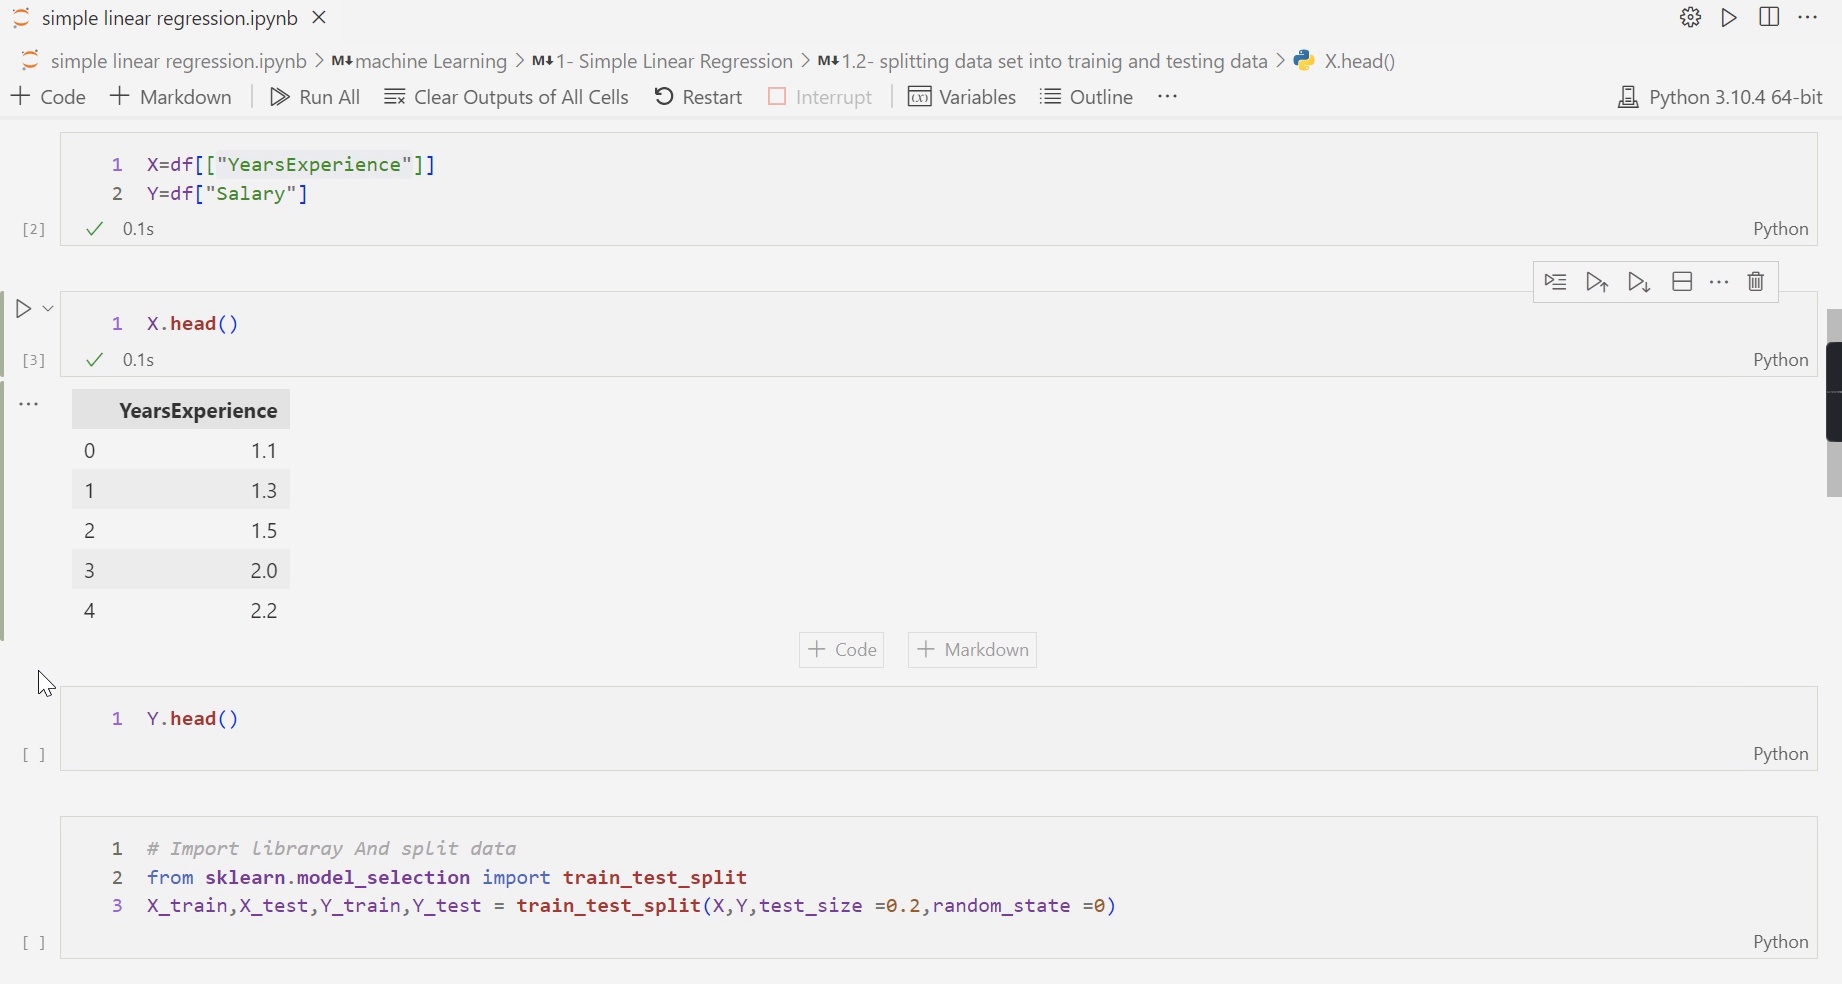 simple linear regression.ipynb
simple linear regression.ipynb > M↓ machine Learning > M↓ 1- Simple Linear Regression > M↓ 1.2- splitting data set into trainig and testing data > X.head()
+ Code + Markdown Run All Clear Outputs of All Cells Restart Interrupt Variables Outline ... Python 3.10.4 64-bit
1 X=df[["YearsExperience"]]
2 Y=df["Salary"]
[2] ✓ 0.1s Python
1 X.head()
[3] ✓ 0.1s Python
YearsExperience
0 1.1
1 1.3
2 1.5
3 2.0
4 2.2
+ Code + Markdown
1 Y.head()
[ ] Python
1 # Import libraray And split data
2 from sklearn.model_selection import train_test_split
3 X_train,X_test,Y_train,Y_test = train_test_split(X,Y,test_size =0.2,random_state =0)
[ ] Python